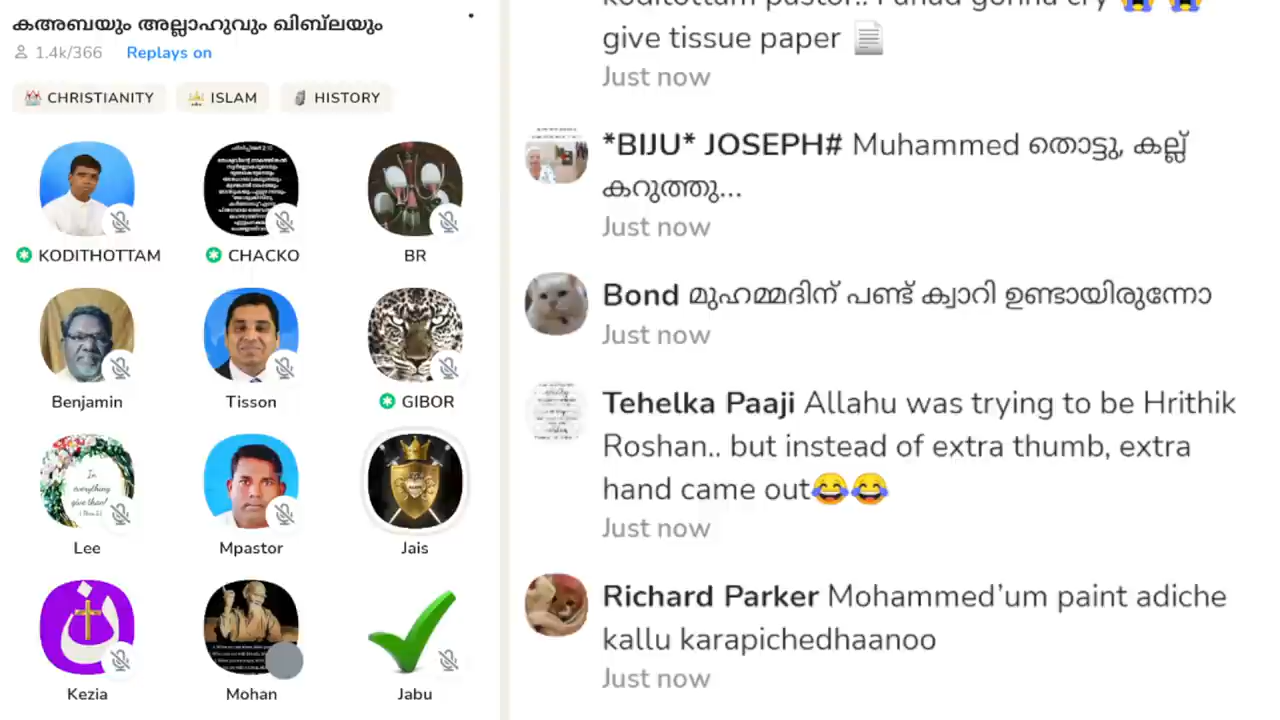 കഅബയും അല്ലാഹുവും ഖിബ്ലയും
1.4k/366 Replays on
CHRISTIANITY ISLAM HISTORY
KODITHOTTAM CHACKO BR
Benjamin Tisson GIBOR
Lee Mpastor Jais
Kezia Mohan Jabu
give tissue paper
Just now
*BIJU* JOSEPH# Muhammed തൊട്ടു, കല്ല്
കറുത്തു...
Just now
Bond മുഹമ്മദിന് പണ്ട് ക്വാറി ഉണ്ടായിരുന്നോ
Just now
Tehelka Paaji Allahu was trying to be Hrithik
Roshan.. but instead of extra thumb, extra
hand came out😂😂
Just now
Richard Parker Mohammed’um paint adiche
kallu karapichedhaanoo
Just now